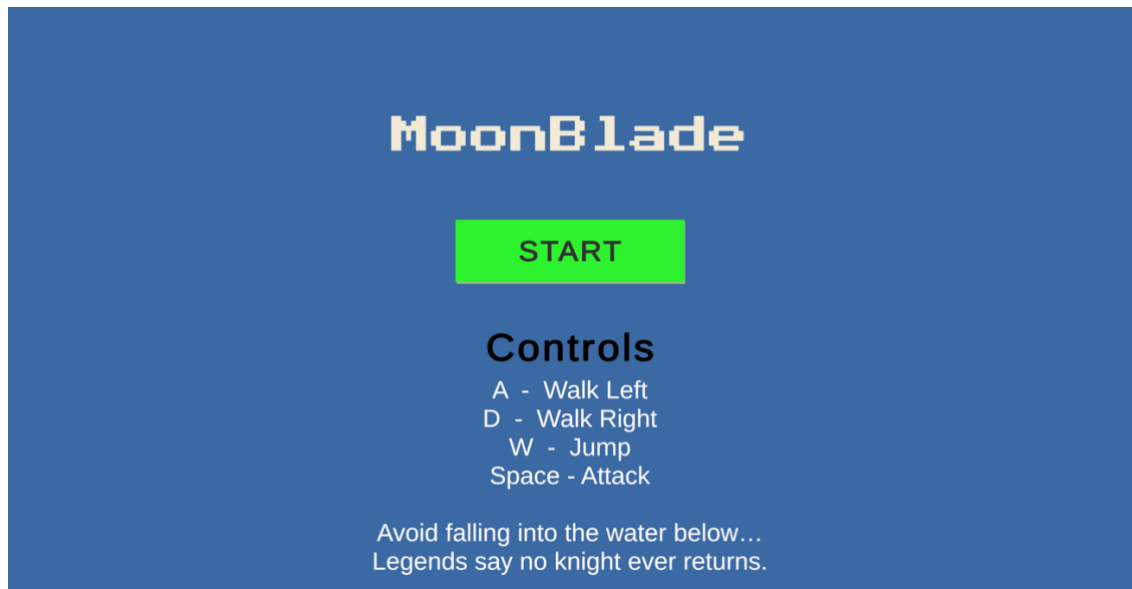 MoonBlade
START
Controls
A - Walk Left
D - Walk Right
W - Jump
Space - Attack
Avoid falling into the water below…
Legends say no knight ever returns.